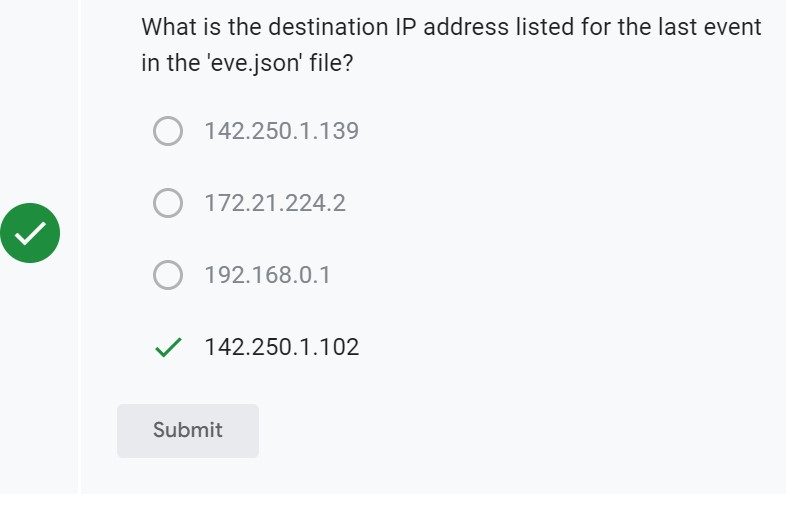 What is the destination IP address listed for the last event
in the 'eve.json' file?
142.250.1.139
172.21.224.2
192.168.0.1
142.250.1.102
Submit